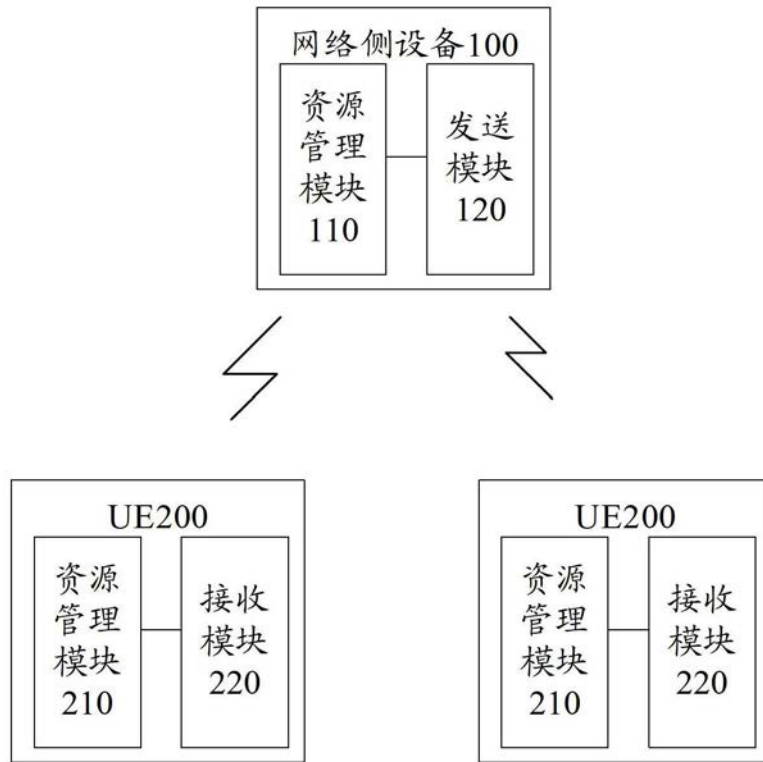 网络侧设备100
资源
管理
模块
110
发送
模块
120
UE200
资源
管理
模块
210
接收
模块
220
UE200
资源
管理
模块
210
接收
模块
220